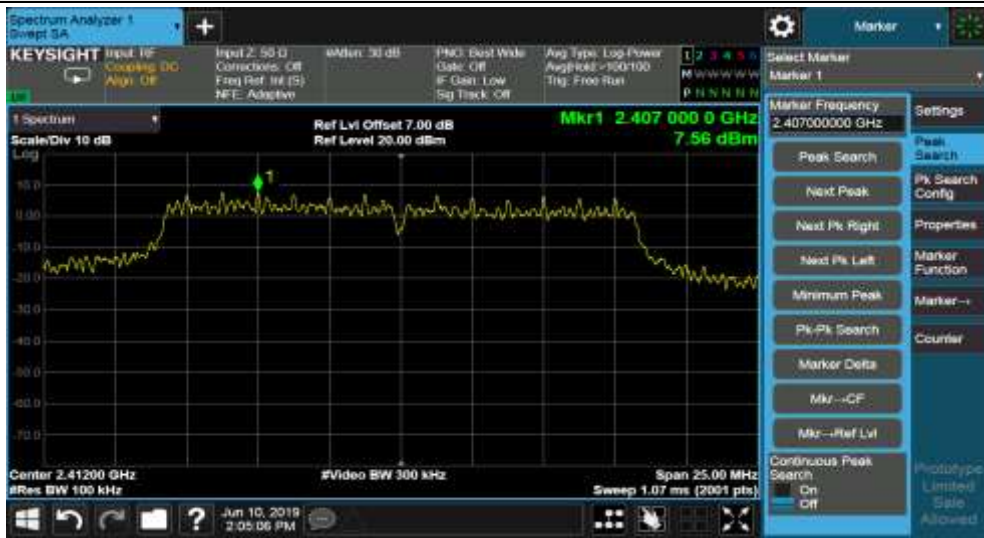 Spectrum Analyzer 1
Swept SA
+
Marker
KEYSIGHT
Input: RF
Coupling: DC
Align: Off
Input Z: 50 Ω
Corrections: Off
Freq Ref: Int (S)
NFE: Adaptive
#Atten: 30 dB
PNO: Best Wide
Gate: Off
IF Gain: Low
Sig Track: Off
Avg Type: Log-Power
Avg|Hold: >100/100
Trig: Free Run
1 2 3 4 5 6
M W W W W W
P N N N N N
Select Marker
Marker 1
1 Spectrum
Scale/Div 10 dB
Log
Ref Lvl Offset 7.00 dB
Ref Level 20.00 dBm
Mkr1 2.407 000 0 GHz
7.56 dBm
1
10.0
0.00
-10.0
-20.0
-30.0
-40.0
-50.0
-60.0
-70.0
Center 2.41200 GHz
#Res BW 100 kHz
#Video BW 300 kHz
Span 25.00 MHz
Sweep 1.07 ms (2001 pts)
Marker Frequency
2.407000000 GHz
Peak Search
Next Peak
Next Pk Right
Next Pk Left
Minimum Peak
Pk-Pk Search
Marker Delta
Mkr→CF
Mkr→Ref Lvl
Continuous Peak
Search
On
Off
Settings
Peak
Search
Pk Search
Config
Properties
Marker
Function
Marker→
Counter
Prototype
Limited
Sale
Allowed
?
Jun 10, 2019
2:05:06 PM